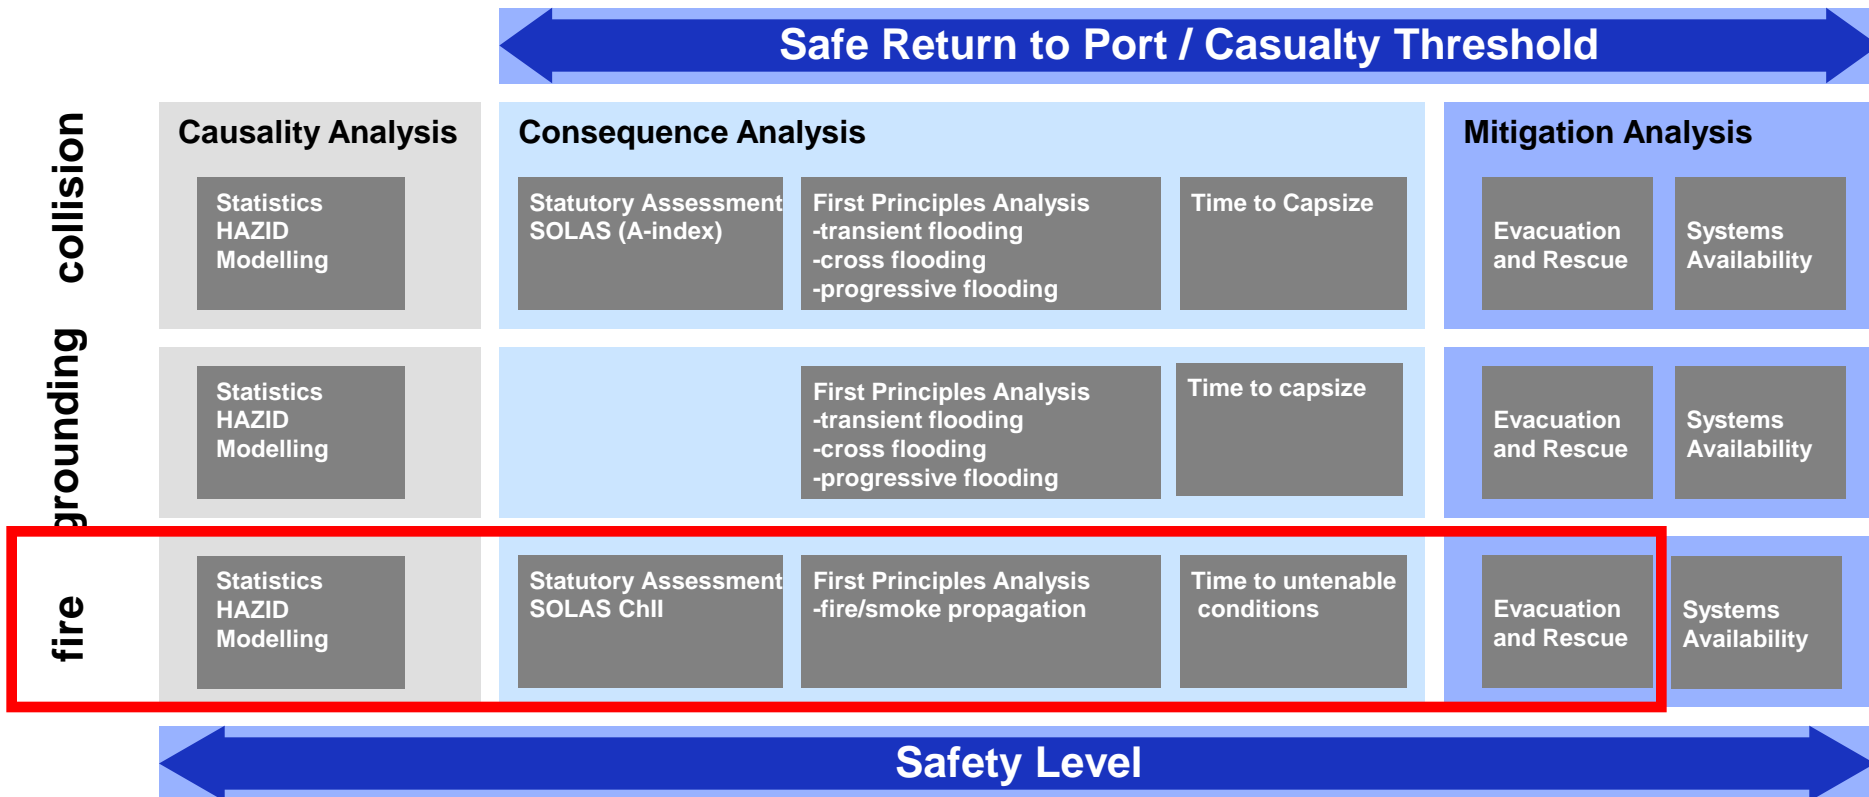 Safe Return to Port / Casualty Threshold
collision
Causality Analysis
Statistics
HAZID
Modelling
Consequence Analysis
Statutory Assessment
SOLAS (A-index)
First Principles Analysis
-transient flooding
-cross flooding
-progressive flooding
Time to Capsize
Mitigation Analysis
Evacuation
and Rescue
Systems
Availability
grounding
Statistics
HAZID
Modelling
First Principles Analysis
-transient flooding
-cross flooding
-progressive flooding
Time to capsize
Evacuation
and Rescue
Systems
Availability
fire
Statistics
HAZID
Modelling
Statutory Assessment
SOLAS ChII
First Principles Analysis
-fire/smoke propagation
Time to untenable
conditions
Evacuation
and Rescue
Systems
Availability
Safety Level